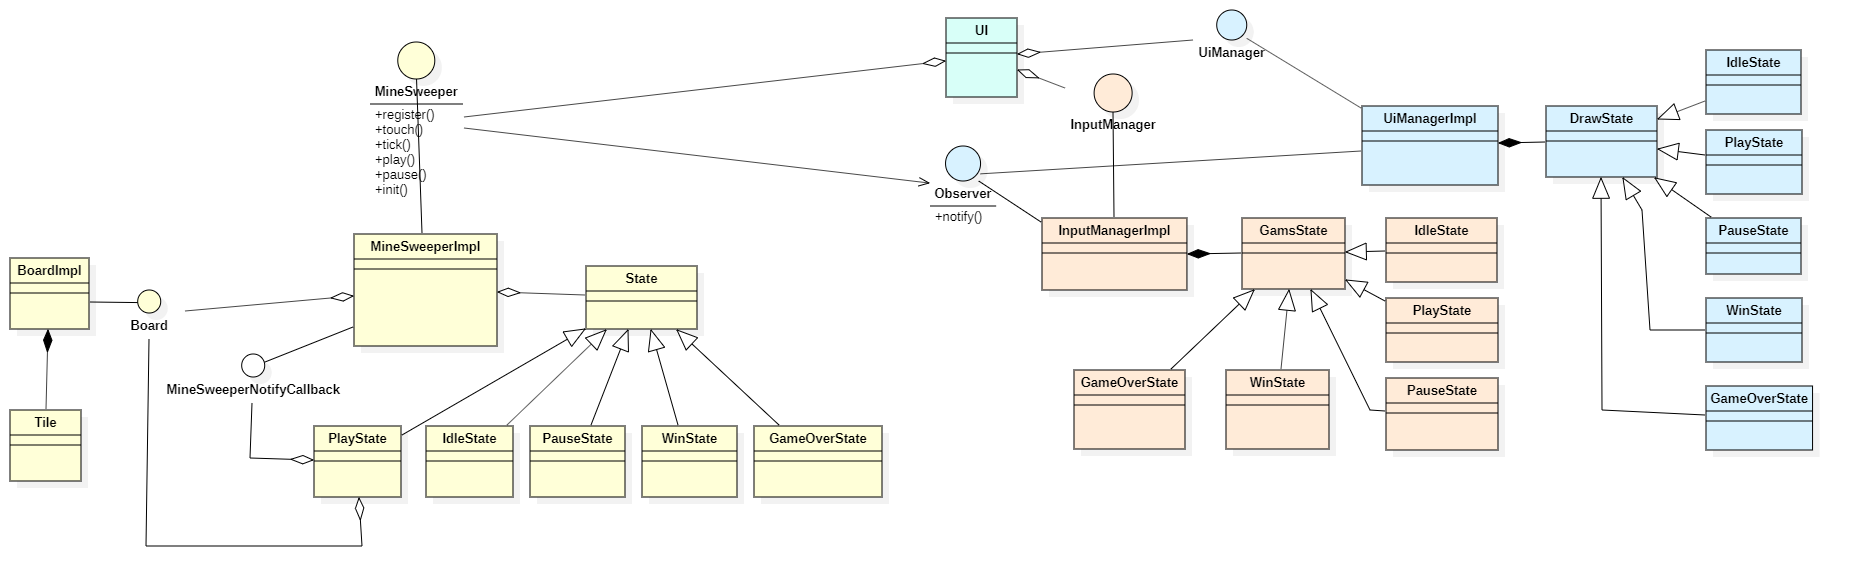 UI
UiManager
IdleState
MineSweeper
+register()
+touch()
+tick()
+play()
+pause()
+init()
InputManager
UiManagerImpl
DrawState
PlayState
Observer
+notify()
InputManagerImpl
GamsState
IdleState
PauseState
MineSweeperImpl
BoardImpl
State
Board
PlayState
WinState
MineSweeperNotifyCallback
GameOverState
WinState
PauseState
GameOverState
Tile
PlayState
IdleState
PauseState
WinState
GameOverState